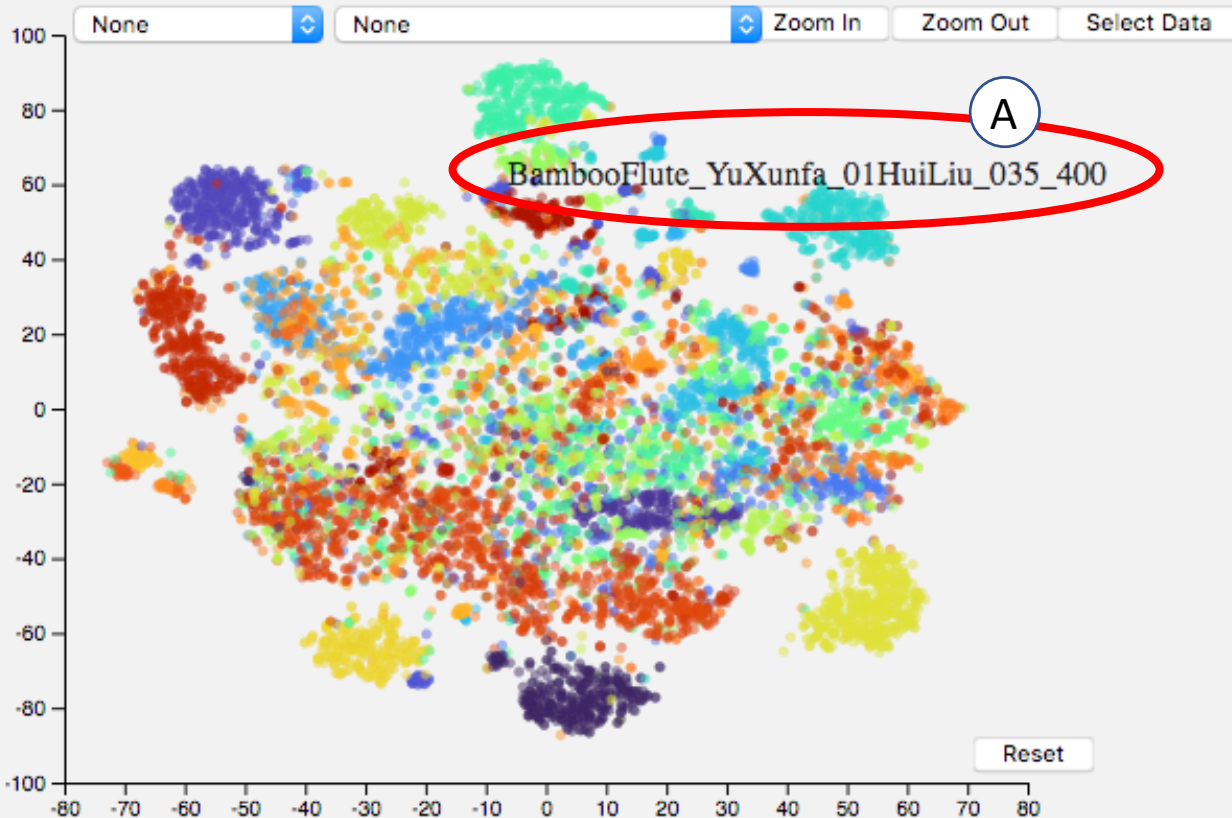 None
None
Zoom In
Zoom Out
Select Data
A
BambooFlute_YuXunfa_01HuiLiu_035_400
100
80
60
40
20
0
-20
-40
-60
-80
-100
Reset
-80 -70 -60 -50 -40 -30 -20 -10 0 10 20 30 40 50 60 70 80